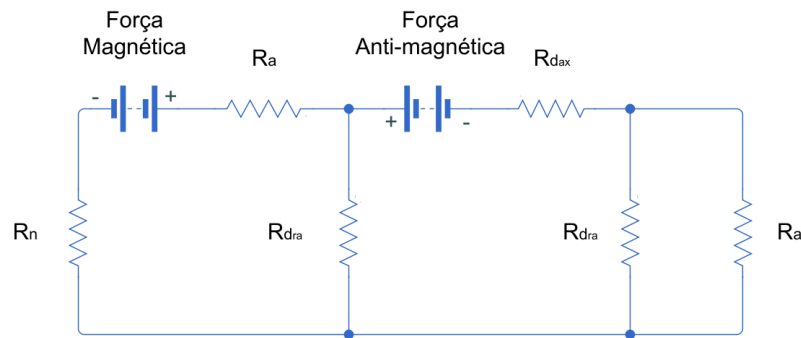 Força
Magnética
Força
Anti-magnética
Ra
Rdax
- +
+ -
Rn
Rdra
Rdra
Ra